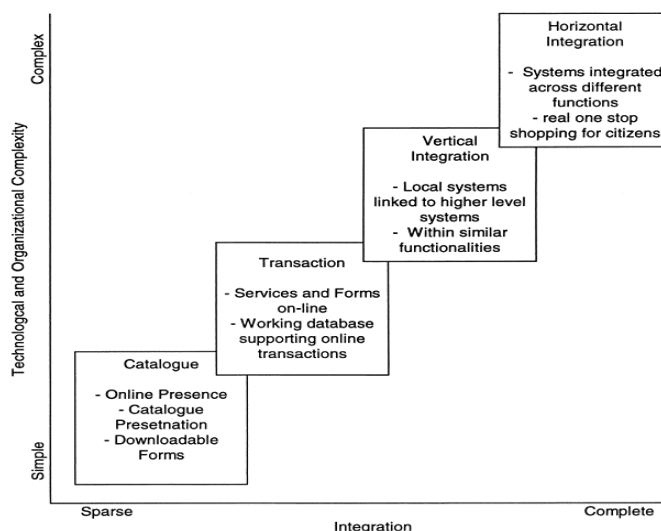 Complex
Technologcal and Organizational Complexity
Simple
Horizontal
Integration
- Systems integrated
across different
functions
- real one stop
shopping for citizens
Vertical
Integration
- Local systems
linked to higher level
systems
- Within similar
functionalities
Transaction
- Services and Forms
on-line
- Working database
supporting online
transactions
Catalogue
- Online Presence
- Catalogue
Presetnation
- Downloadable
Forms
Sparse
Complete
Integration